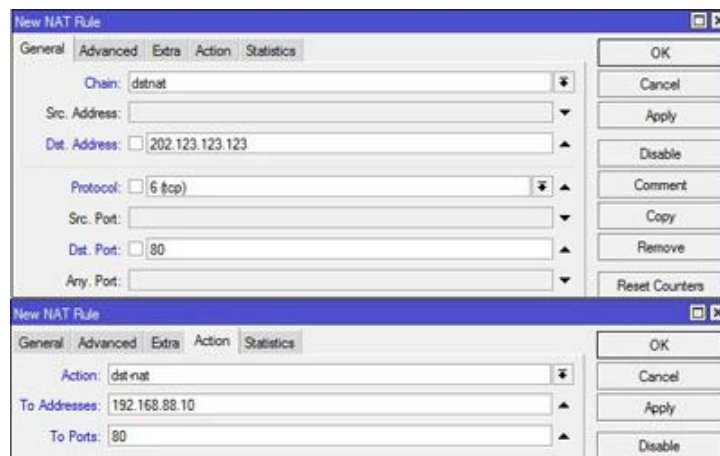 New NAT Rule
General Advanced Extra Action Statistics
Chain: dstnat
Src. Address:
Dst. Address: 202.123.123.123
Protocol: 6 (tcp)
Src. Port:
Dst. Port: 80
Any. Port:
OK
Cancel
Apply
Disable
Comment
Copy
Remove
Reset Counters
New NAT Rule
General Advanced Extra Action Statistics
Action: dst-nat
To Addresses: 192.168.88.10
To Ports: 80
OK
Cancel
Apply
Disable